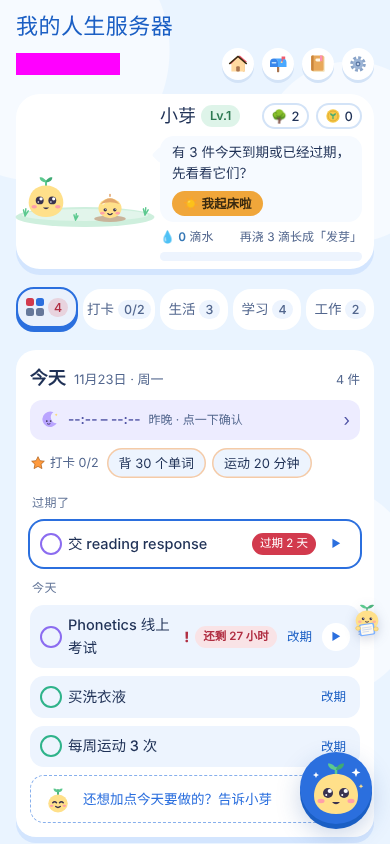 我的人生服务器
小芽 Lv.1 2 0
有 3 件今天到期或已经过期，
先看看它们？
我起床啦
0 滴水 再浇 3 滴长成「发芽」
4 打卡 0/2 生活 3 学习 4 工作 2
今天 11月23日 · 周一 4 件
--:-- – --:-- 昨晚 · 点一下确认 ›
打卡 0/2 背 30 个单词 运动 20 分钟
过期了
交 reading response 过期 2 天
今天
Phonetics 线上
考试 ! 还剩 27 小时 改期
买洗衣液 改期
每周运动 3 次 改期
还想加点今天要做的？告诉小芽